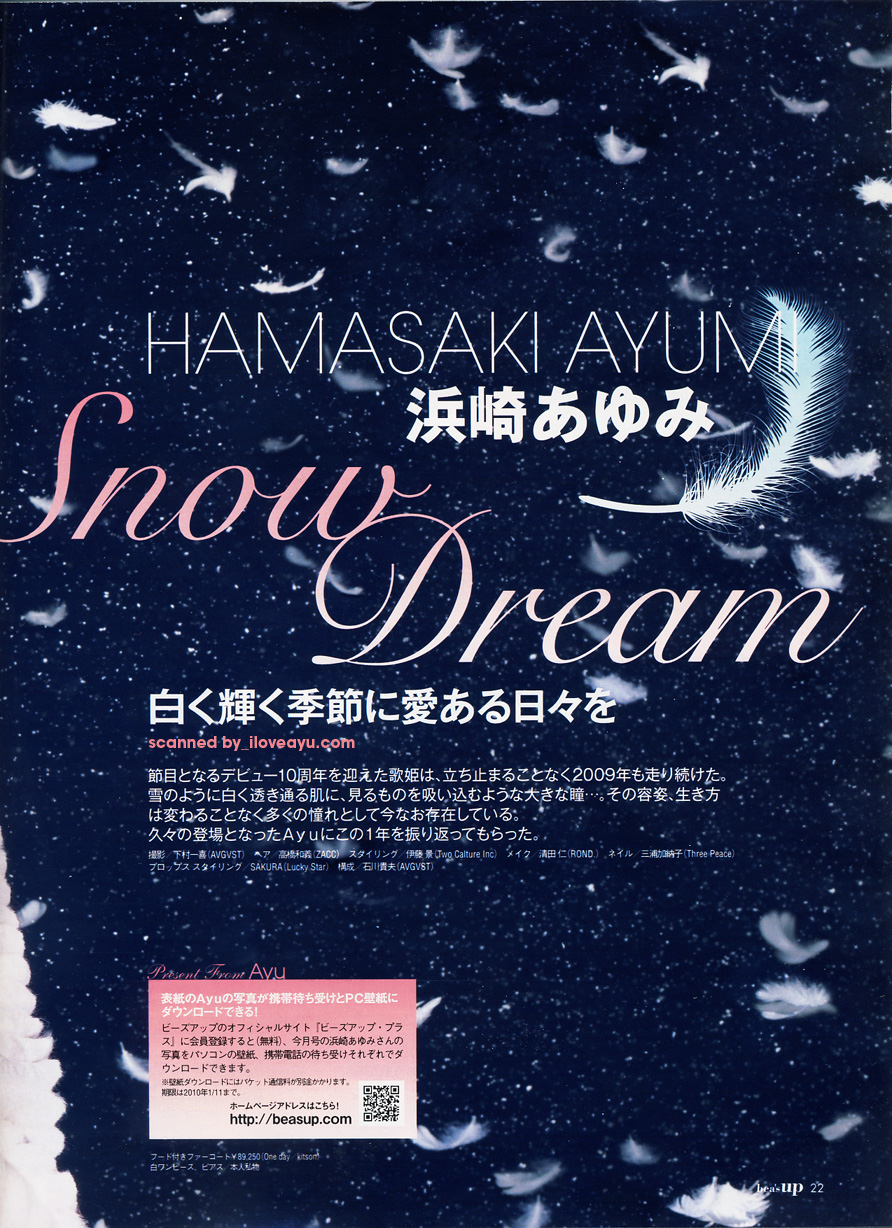 HAMASAKI AYUMI
浜崎あゆみ
Snow
Dream
白く輝く季節に愛ある日々を
scanned by_iloveayu.com
節目となるデビュー10周年を迎えた歌姫は、立ち止まることなく2009年も走り続けた。
雪のように白く透き通る肌に、見るものを吸い込むような大きな瞳…。その容姿、生き方
は変わることなく多くの憧れとして今なお存在している。
久々の登場となったAyuにこの1年を振り返ってもらった。
撮影/下村一喜(AVGVST) ヘア/高橋和義(ZACC) スタイリング/伊藤 景(Two Calture Inc) メイク/清田 仁(ROND.) ネイル/三浦加納子(Three Peace)
プロップススタイリング/SAKURA(Lucky Star) 構成/石川貴夫(AVGVST)
Present From Ayu
表紙のAyuの写真が携帯待ち受けとPC壁紙に
ダウンロードできる!
ビーズアップのオフィシャルサイト『ビーズアップ・プラ
ス』に会員登録すると(無料)、今月号の浜崎あゆみさんの
写真をパソコンの壁紙、携帯電話の待ち受けそれぞれでダ
ウンロードできます。
※壁紙ダウンロードにはパケット通信料が別途かかります。
期限は2010年1/11まで。
ホームページアドレスはこちら!
http://beasup.com
フード付きファーコート¥89,250(One day/kitson)
白ワンピース、ピアス/本人私物
bea's up 22